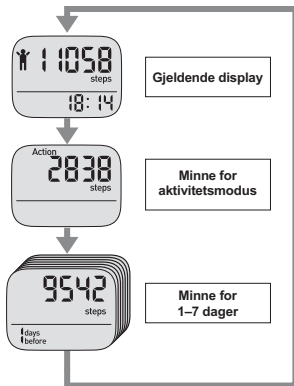 11058
steps
18:14
Gjeldende display
Action
2838
steps
Minne for
aktivitetsmodus
9542
steps
1 days
before
Minne for
1–7 dager